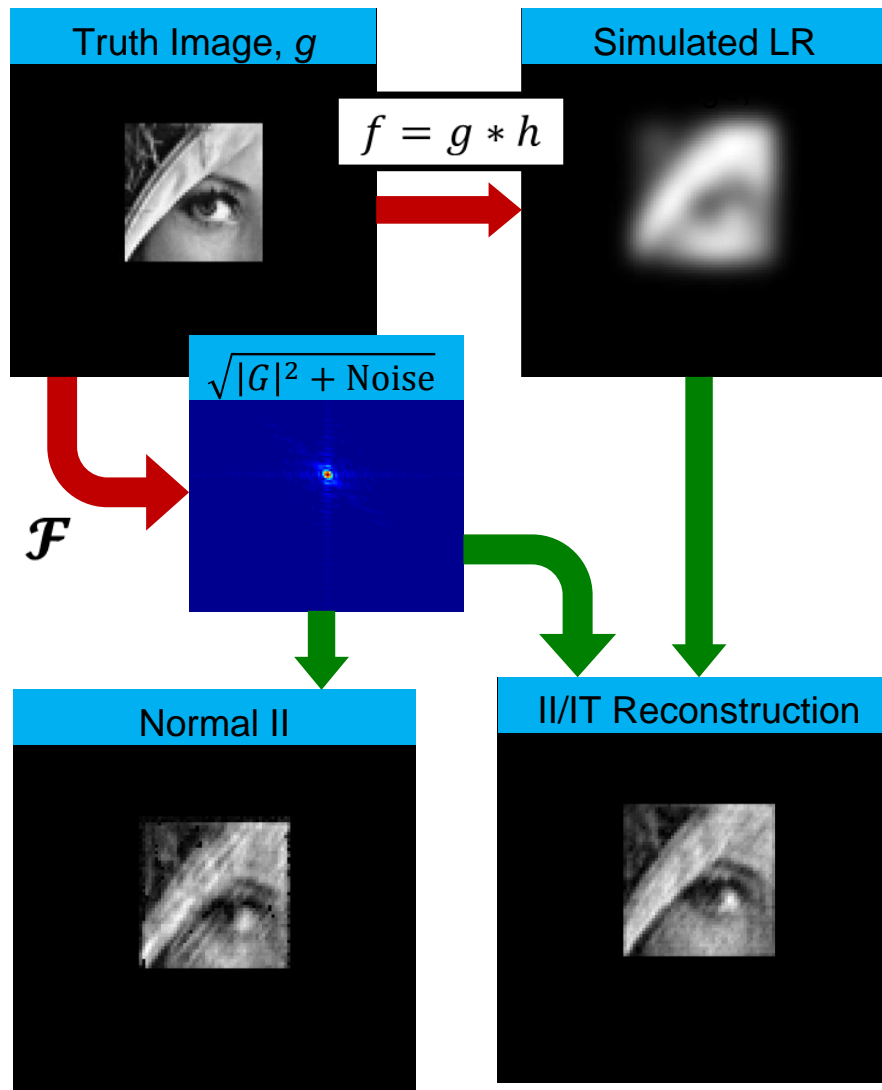 Truth Image, g
Simulated LR
f = g * h
√|G|² + Noise
ℱ
Normal II
II/IT Reconstruction